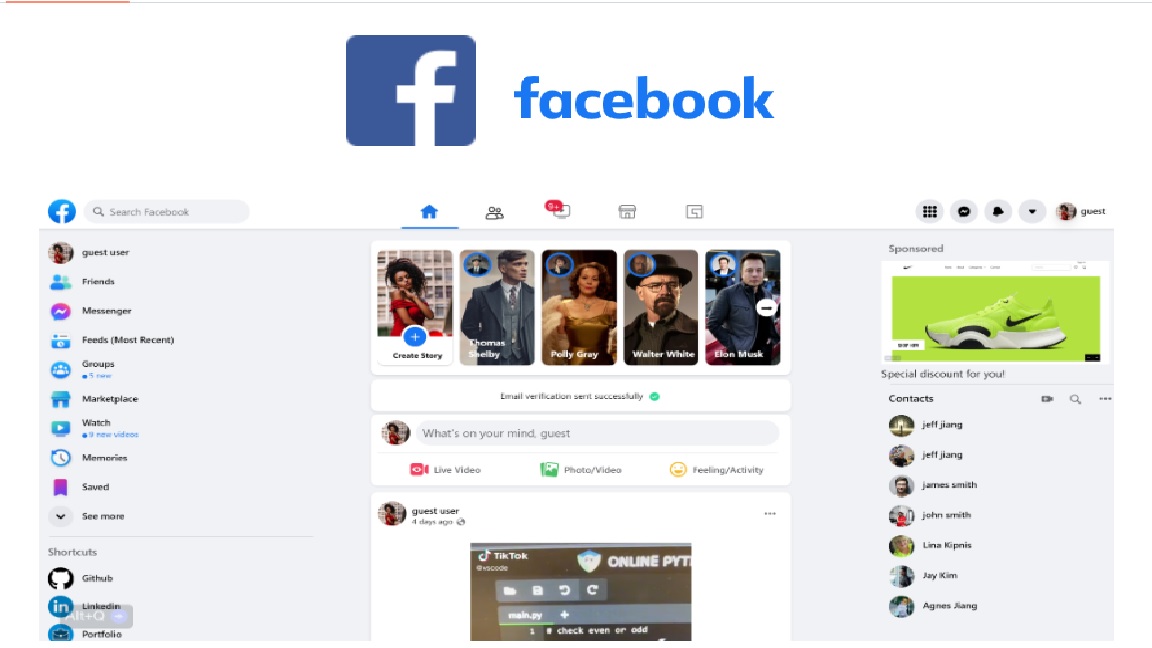 facebook
Search Facebook
9+
guest
guest user
Friends
Messenger
Feeds (Most Recent)
Groups
5 new
Marketplace
Watch
9 new videos
Memories
Saved
See more
Shortcuts
Github
Linkedin
Alt+Q
Portfolio
Create Story
Thomas
Shelby
Polly Gray
Walter White
Elon Musk
Email verification sent successfully
What's on your mind, guest
Live Video
Photo/Video
Feeling/Activity
guest user
4 days ago
TikTok
@vscode
ONLINE PYT
main.py +
1 # check even or odd
Sponsored
SHOP NOW
Special discount for you!
Contacts
jeff jiang
jeff jiang
james smith
john smith
Lina Kipnis
Jay Kim
Agnes Jiang